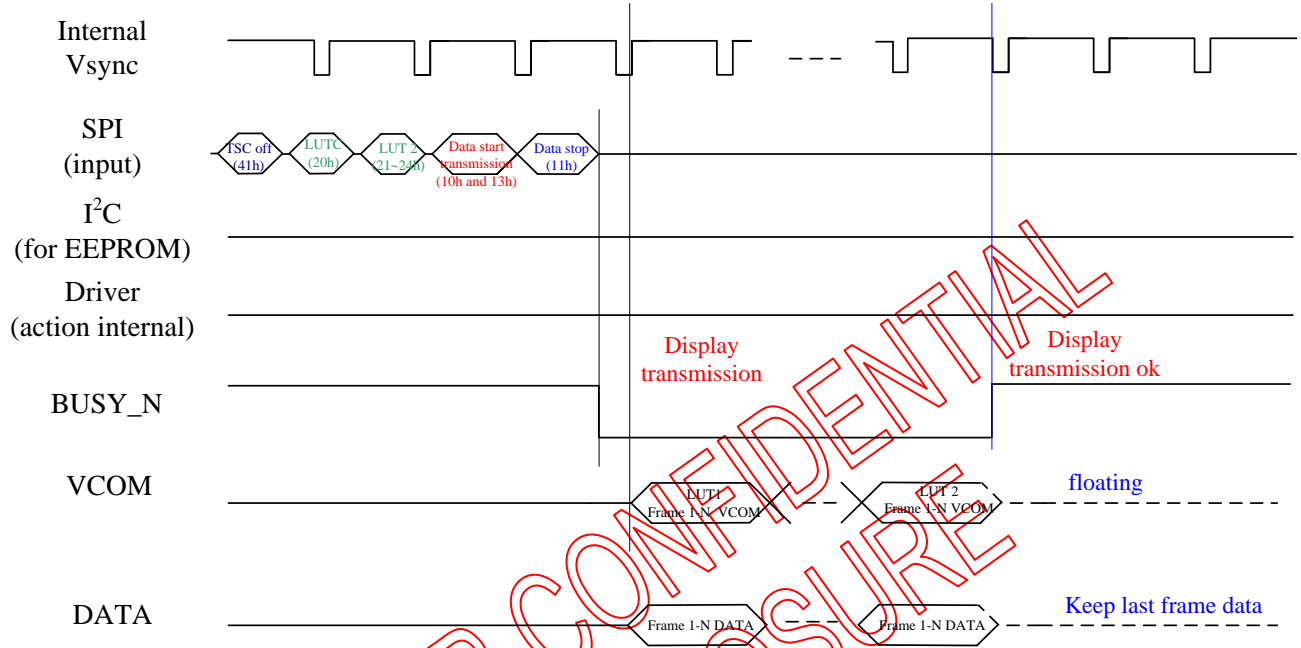 Internal
Vsync
SPI
(input)
TSC off
(41h)
LUTC
(20h)
LUT 2
(21~24h)
Data start
transmission
(10h and 13h)
Data stop
(11h)
I²C
(for EEPROM)
Driver
(action internal)
Display
transmission
Display
transmission ok
BUSY_N
VCOM
LUT1
Frame 1-N VCOM
LUT 2
Frame 1-N VCOM
floating
DATA
Frame 1-N DATA
Frame 1-N DATA
Keep last frame data
CONFIDENTIAL